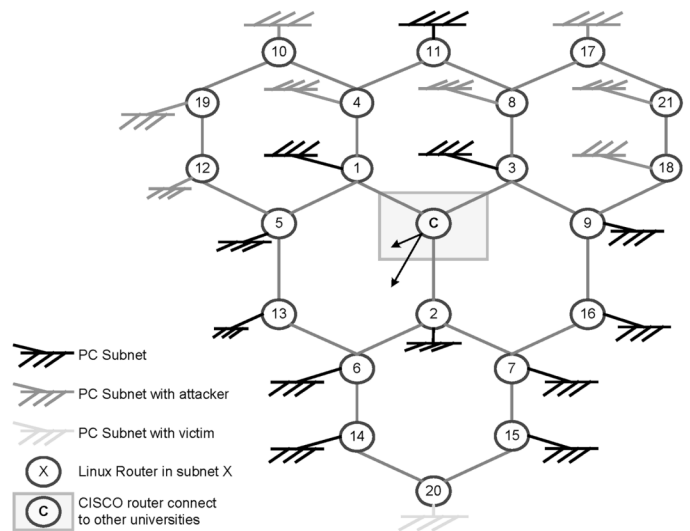 10
11
17
19
4
8
21
12
1
3
18
5
C
9
13
2
16
6
7
14
15
20
PC Subnet
PC Subnet with attacker
PC Subnet with victim
X
Linux Router in subnet X
C
CISCO router connect
to other universities